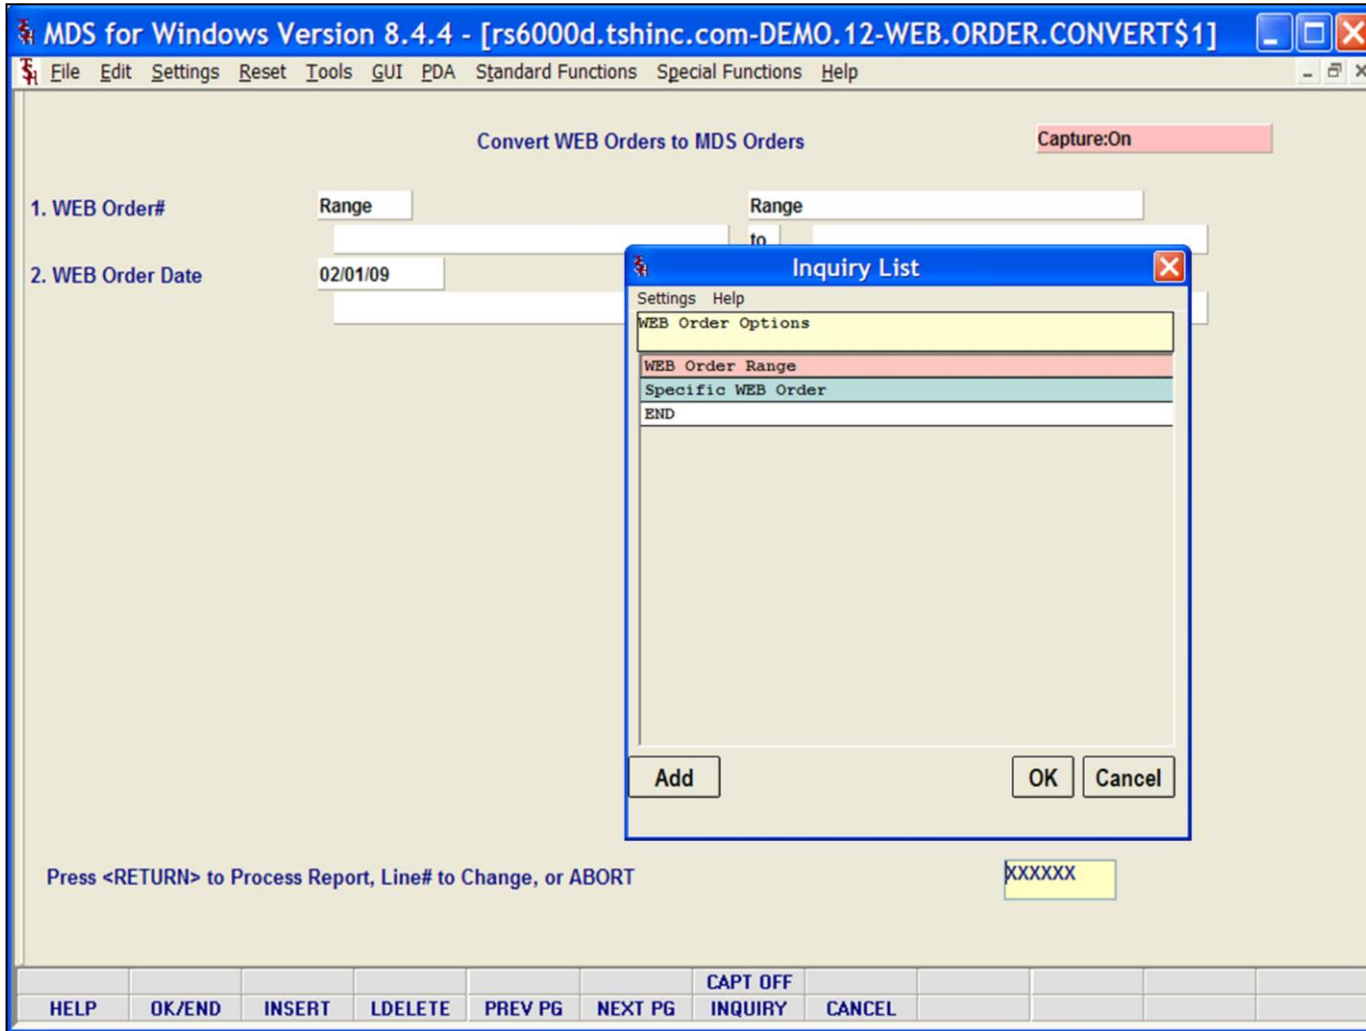 MDS for Windows Version 8.4.4 - [rs6000d.tshinc.com-DEMO.12-WEB.ORDER.CONVERT$1]
File Edit Settings Reset Tools GUI PDA Standard Functions Special Functions Help
Convert WEB Orders to MDS Orders
Capture:On
1. WEB Order# Range Range
to
2. WEB Order Date 02/01/09
Inquiry List
Settings Help
WEB Order Options
WEB Order Range
Specific WEB Order
END
Add OK Cancel
Press <RETURN> to Process Report, Line# to Change, or ABORT XXXXXX
CAPT OFF
HELP OK/END INSERT LDELETE PREV PG NEXT PG INQUIRY CANCEL